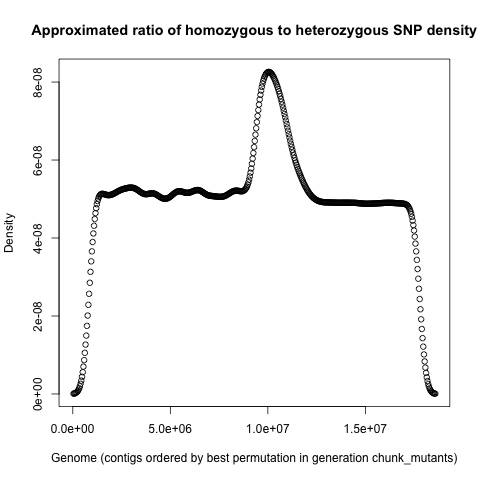 Approximated ratio of homozygous to heterozygous SNP density
8e-08
6e-08
4e-08
2e-08
0e+00
Density
0.0e+00 5.0e+06 1.0e+07 1.5e+07
Genome (contigs ordered by best permutation in generation chunk_mutants)